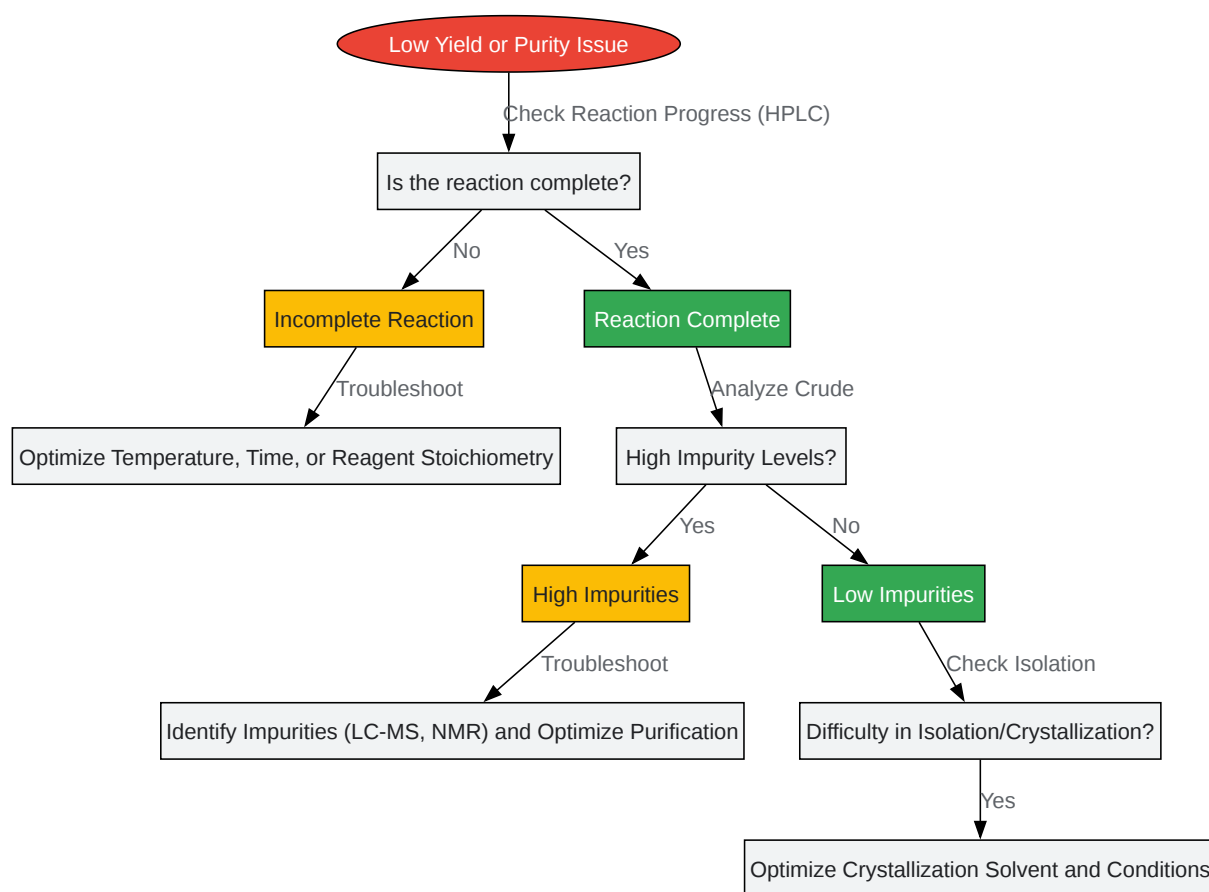 Low Yield or Purity Issue
Check Reaction Progress (HPLC)
Is the reaction complete?
No
Yes
Incomplete Reaction
Reaction Complete
Troubleshoot
Analyze Crude
Optimize Temperature, Time, or Reagent Stoichiometry
High Impurity Levels?
Yes
No
High Impurities
Low Impurities
Troubleshoot
Check Isolation
Identify Impurities (LC-MS, NMR) and Optimize Purification
Difficulty in Isolation/Crystallization?
Yes
Optimize Crystallization Solvent and Conditions